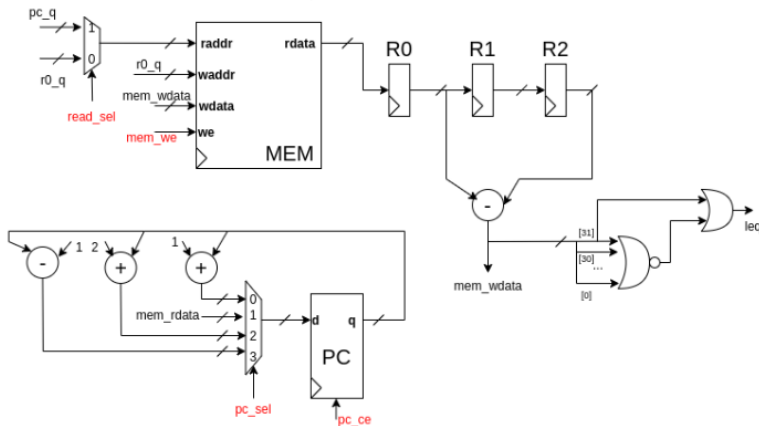 pc_q
1
0
r0_q
read_sel
raddr
rdata
r0_q
waddr
mem_wdata
wdata
mem_we
we
MEM
R0
R1
R2
-
[31]
[30]
...
[0]
mem_wdata
leq
-
1
2
+
1
+
0
mem_rdata
1
2
3
pc_sel
d
q
PC
pc_ce